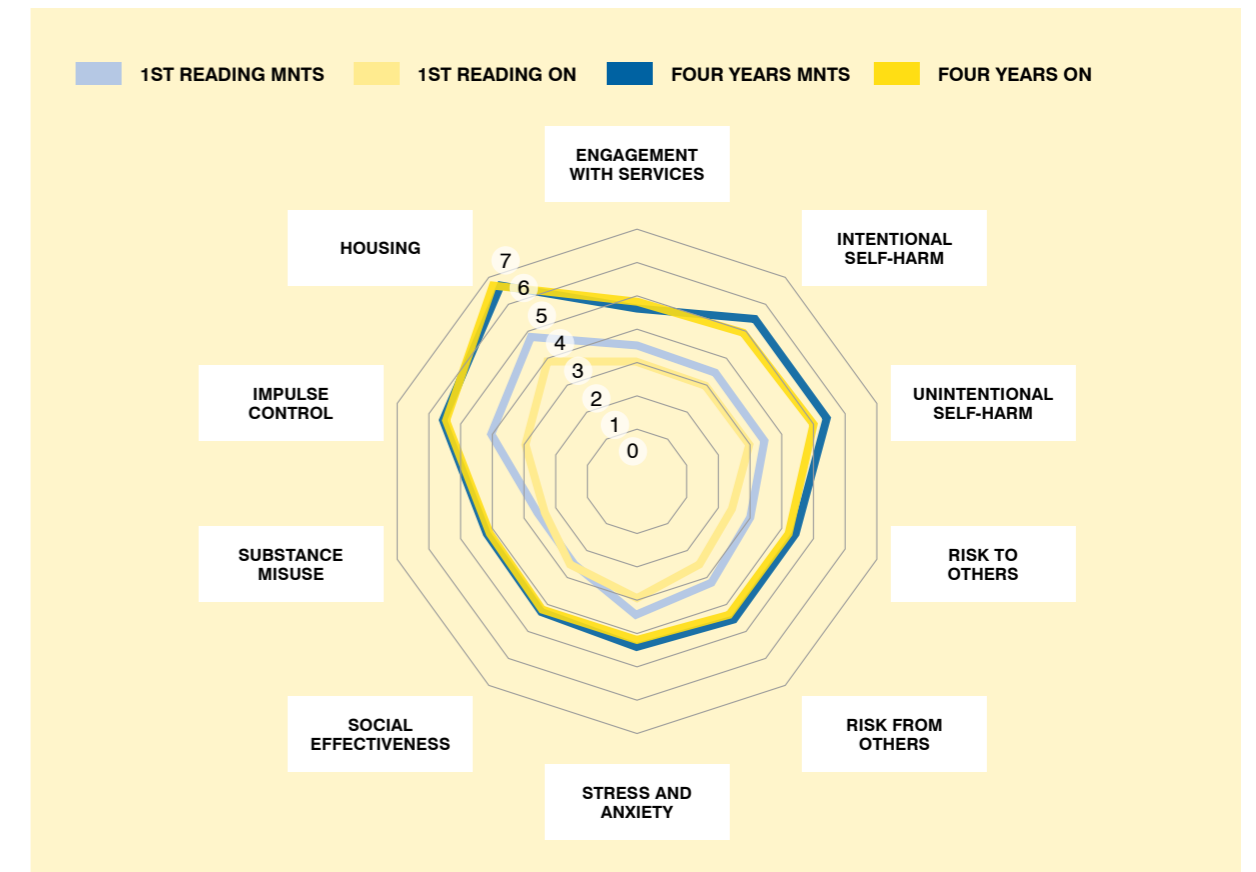 1ST READING MNTS
1ST READING ON
FOUR YEARS MNTS
FOUR YEARS ON
ENGAGEMENT
WITH SERVICES
HOUSING
INTENTIONAL
SELF-HARM
7
6
5
4
3
2
1
0
IMPULSE
CONTROL
UNINTENTIONAL
SELF-HARM
SUBSTANCE
MISUSE
RISK TO
OTHERS
SOCIAL
EFFECTIVENESS
RISK FROM
OTHERS
STRESS AND
ANXIETY